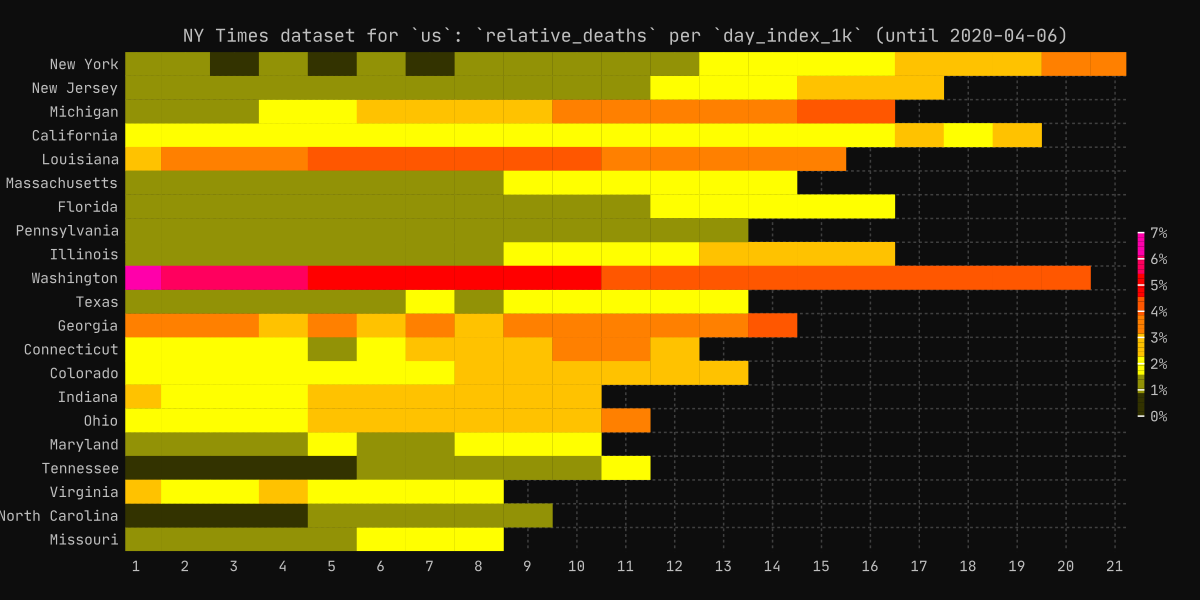 NY Times dataset for `us`: `relative_deaths` per `day_index_1k` (until 2020-04-06)
New York
New Jersey
Michigan
California
Louisiana
Massachusetts
Florida
Pennsylvania
Illinois
Washington
Texas
Georgia
Connecticut
Colorado
Indiana
Ohio
Maryland
Tennessee
Virginia
North Carolina
Missouri
7%
6%
5%
4%
3%
2%
1%
0%
1 2 3 4 5 6 7 8 9 10 11 12 13 14 15 16 17 18 19 20 21